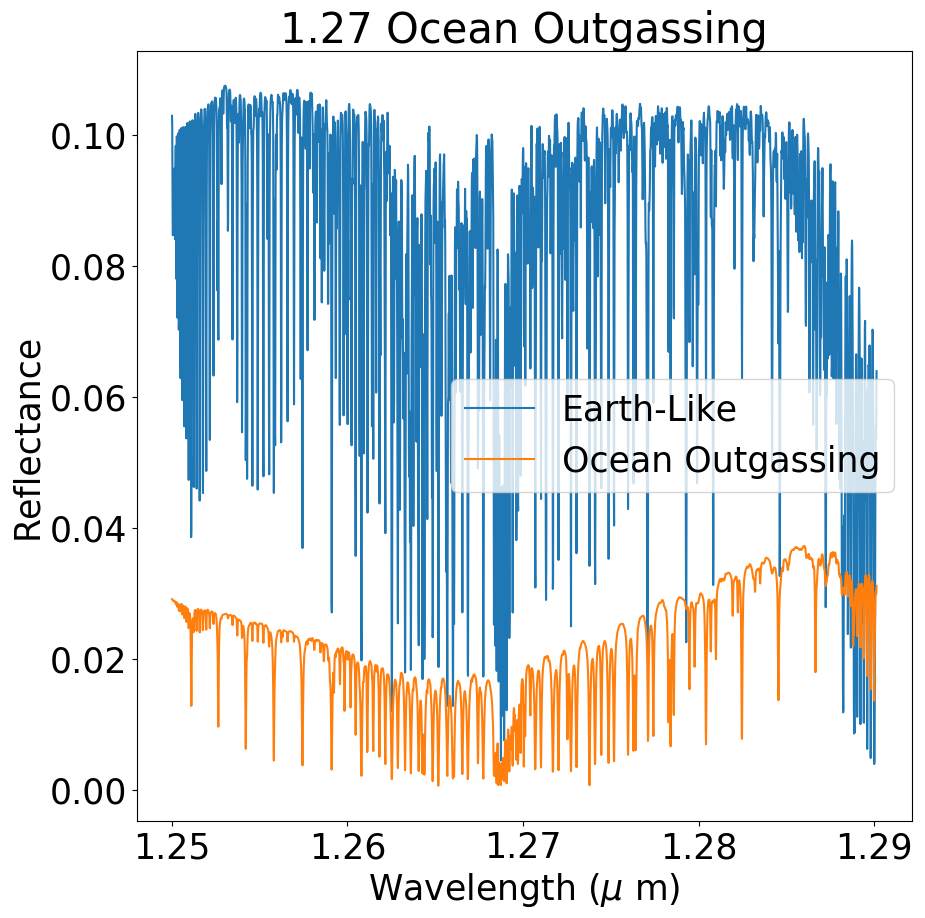 1.27 Ocean Outgassing
0.10
0.08
0.06
0.04
0.02
0.00
Reflectance
Earth-Like
Ocean Outgassing
1.25 1.26 1.27 1.28 1.29
Wavelength (μ m)